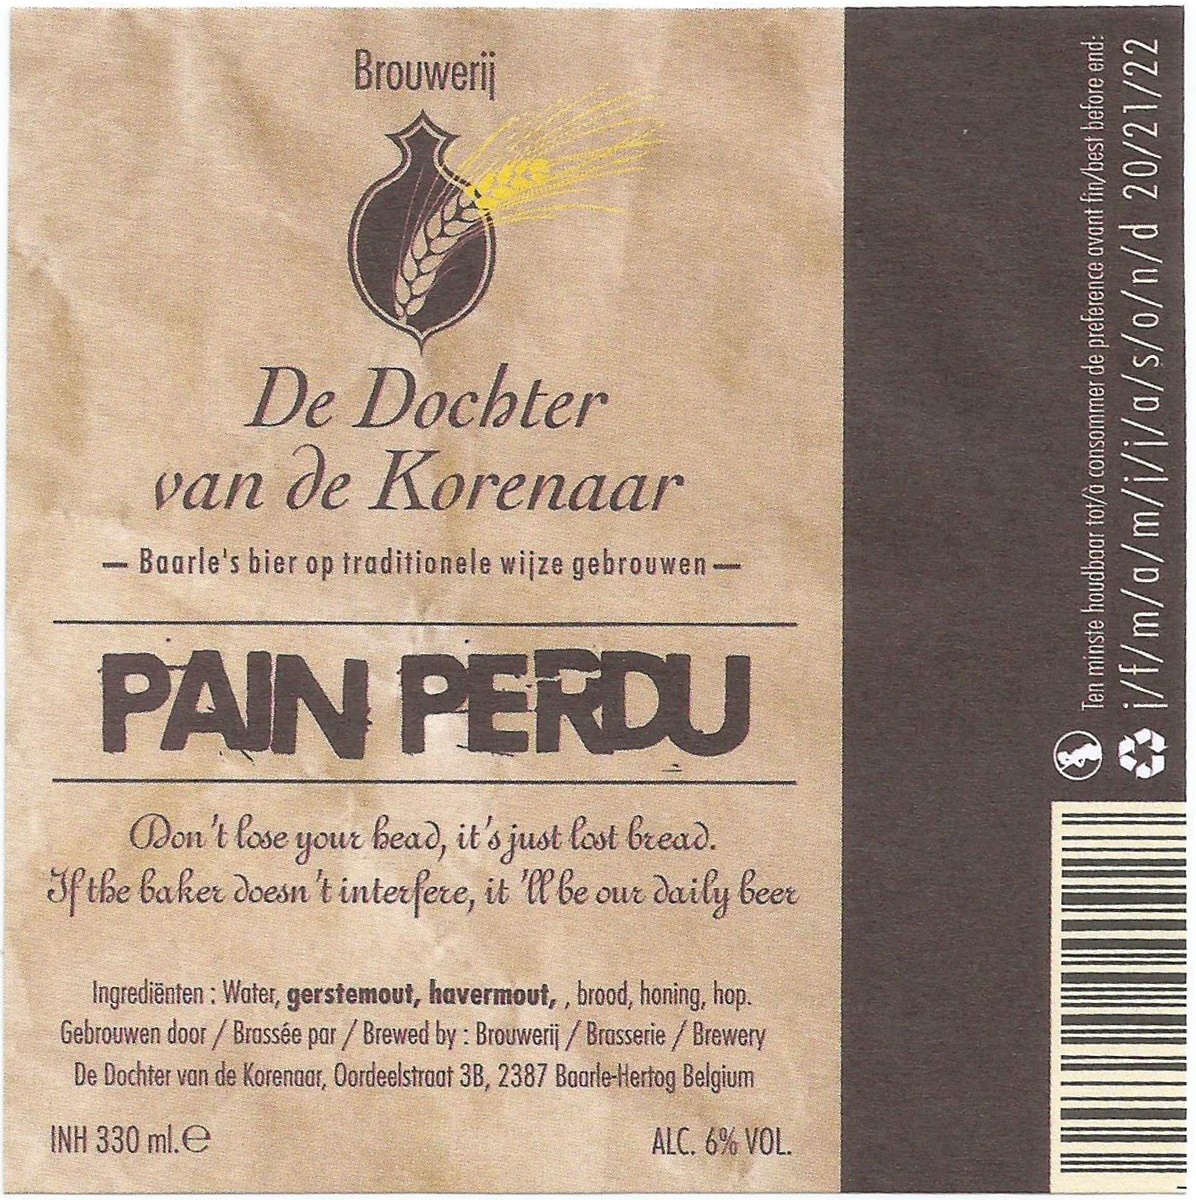 Brouwerij
De Dochter
van de Korenaar
— Baarle's bier op traditionele wijze gebrouwen —
PAIN PERDU
Don't lose your head, it's just lost bread.
If the baker doesn't interfere, it 'll be our daily beer
Ingrediënten : Water, gerstemout, havermout, , brood, honing, hop.
Gebrouwen door / Brassée par / Brewed by : Brouwerij / Brasserie / Brewery
De Dochter van de Korenaar, Oordeelstraat 3B, 2387 Baarle-Hertog Belgium
INH 330 ml.℮
ALC. 6% VOL.
Ten minste houdbaar tot/à consommer de preference avant fin/best before end:
j/f/m/a/m/j/j/a/s/o/n/d 20/21/22